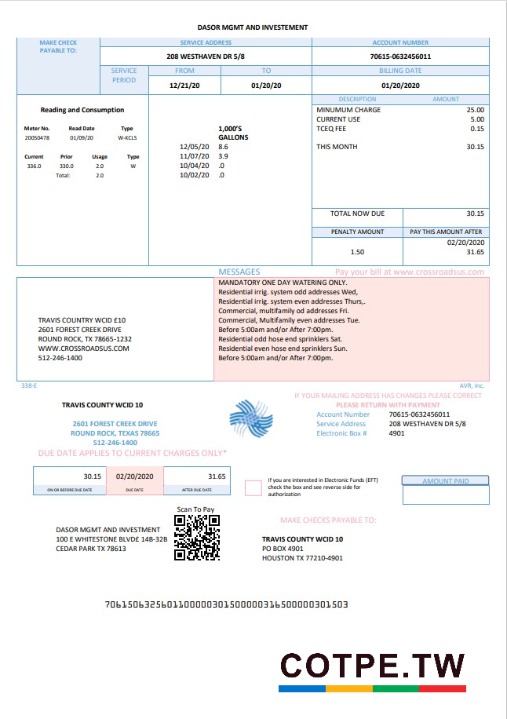 DASOR MGMT AND INVESTEMENT
MAKE CHECK
PAYABLE TO:
SERVICE ADDRESS
ACCOUNT NUMBER
208 WESTHAVEN DR 5/8
70615-0632456011
SERVICE
PERIOD
FROM
TO
BILLING DATE
12/21/20
01/20/20
01/20/2020
Reading and Consumption
Mater No. Read Date Type
20050478 01/09/20 W-KCLS
Current Prior Usage Type
336.0 330.0 2.0 W
Total: 2.0
1,000'S
GALLONS
12/05/20 8.6
11/07/20 3.9
10/04/20 .0
10/02/20 .0
DESCRIPTION AMOUNT
MINUMUM CHARGE 25.00
CURRENT USE 5.00
TCEQ FEE 0.15
THIS MONTH 30.15
TOTAL NOW DUE 30.15
PENALTY AMOUNT PAY THIS AMOUNT AFTER
02/20/2020
1.50 31.65
MESSAGES Pay your bill at www.crossroadsus.com
TRAVIS COUNTRY WCID £10
2601 FOREST CREEK DRIVE
ROUND ROCK, TX 78665-1232
WWW.CROSSROADSUS.COM
512-246-1400
MANDATORY ONE DAY WATERING ONLY.
Residential irrig. system odd addresses Wed,
Residential irrig. system even addresses Thurs,.
Commercial, multifamily od addresses Fri.
Commercial, Multifamily even addresses Tue.
Before 5:00am and/or After 7:00pm.
Residential odd house end sprinklers Sat.
Residential even hose end sprinklers Sun.
Before 5:00am and/or After 7:00pm.
338-E
AVR, Inc.
TRAVIS COUNTY WCID 10
2601 FOREST CREEK DRIVE
ROUND ROCK, TEXAS 78665
512-246-1400
IF YOUR MAILING ADDRESS HAS CHANGES PLEASE CORRECT
PLEASE RETURN WITH PAYMENT
Account Number 70615-0632456011
Service Address 208 WESTHAVEN DR 5/8
Electronic Box # 4901
DUE DATE APPLIES TO CURRENT CHARGES ONLY*
30.15 02/20/2020 31.65
ON OR BEFORE DUE DATE DUE DATE AFTER DUE DATE
If you are interested in Electronic Funds (EFT)
check the box and see reverse side for
authorization
AMOUNT PAID
Scan To Pay
DASOR MGMT AND INVESTMENT
100 E WHITESTONE BLVDE 14B-32B
CEDAR PARK TX 78613
MAKE CHECKS PAYABLE TO:
TRAVIS COUNTY WCID 10
PO BOX 4901
HOUSTON TX 77210-4901
706150632560110000030150000031650000030​1503
COTPE.TW